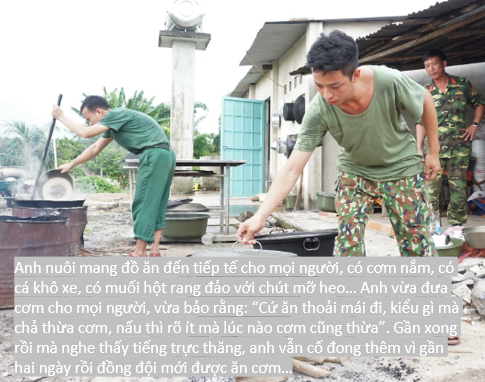 Anh nuôi mang đồ ăn đến tiếp tế cho mọi người, có cơm nắm, có
cá khô xe, có muối hột rang đảo với chút mỡ heo... Anh vừa đưa
cơm cho mọi người, vừa bảo rằng: “Cứ ăn thoải mái đi, kiểu gì mà
chả thừa cơm, nấu thì rõ ít mà lúc nào cơm cũng thừa”. Gần xong
rồi mà nghe thấy tiếng trực thăng, anh vẫn cố đong thêm vì gần
hai ngày rồi đồng đội mới được ăn cơm...